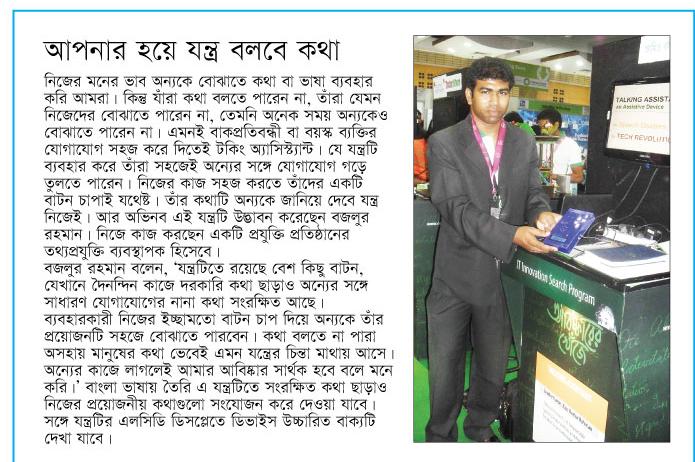 আপনার হয়ে যন্ত্র বলবে কথা
নিজের মনের ভাব অন্যকে বোঝাতে কথা বা ভাষা ব্যবহার
করি আমরা। কিন্তু যাঁরা কথা বলতে পারেন না, তাঁরা যেমন
নিজেদের বোঝাতে পারেন না, তেমনি অনেক সময় অন্যকেও
বোঝাতে পারেন না। এমনই বাকপ্রতিবন্ধী বা বয়স্ক ব্যক্তির
যোগাযোগ সহজ করে দিতেই টকিং অ্যাসিস্ট্যান্ট। যে যন্ত্রটি
ব্যবহার করে তাঁরা সহজেই অন্যের সঙ্গে যোগাযোগ গড়ে
তুলতে পারেন। নিজের কাজ সহজ করতে তাঁদের একটি
বাটন চাপাই যথেষ্ট। তাঁর কথাটি অন্যকে জানিয়ে দেবে যন্ত্র
নিজেই। আর অভিনব এই যন্ত্রটি উদ্ভাবন করেছেন বজলুর
রহমান। নিজে কাজ করছেন একটি প্রযুক্তি প্রতিষ্ঠানের
তথ্যপ্রযুক্তি ব্যবস্থাপক হিসেবে।
বজলুর রহমান বলেন, ‘যন্ত্রটিতে রয়েছে বেশ কিছু বাটন,
যেখানে দৈনন্দিন কাজে দরকারি কথা ছাড়াও অন্যের সঙ্গে
সাধারণ যোগাযোগের নানা কথা সংরক্ষিত আছে।
ব্যবহারকারী নিজের ইচ্ছামতো বাটন চাপ দিয়ে অন্যকে তাঁর
প্রয়োজনটি সহজে বোঝাতে পারবেন। কথা বলতে না পারা
অসহায় মানুষের কথা ভেবেই এমন যন্ত্রের চিন্তা মাথায় আসে।
অন্যের কাজে লাগলেই আমার আবিষ্কার সার্থক হবে বলে মনে
করি।’ বাংলা ভাষায় তৈরি এ যন্ত্রটিতে সংরক্ষিত কথা ছাড়াও
নিজের প্রয়োজনীয় কথাগুলো সংযোজন করে দেওয়া যাবে।
সঙ্গে যন্ত্রটির এলসিডি ডিসপ্লেতে ডিভাইস উচ্চারিত বাক্যটি
দেখা যাবে।
TALKING ASSIST
an Assistive Device
TECH REVOLUTI
IT Innovation Search Program
আবিষ্কারের
খোঁজে